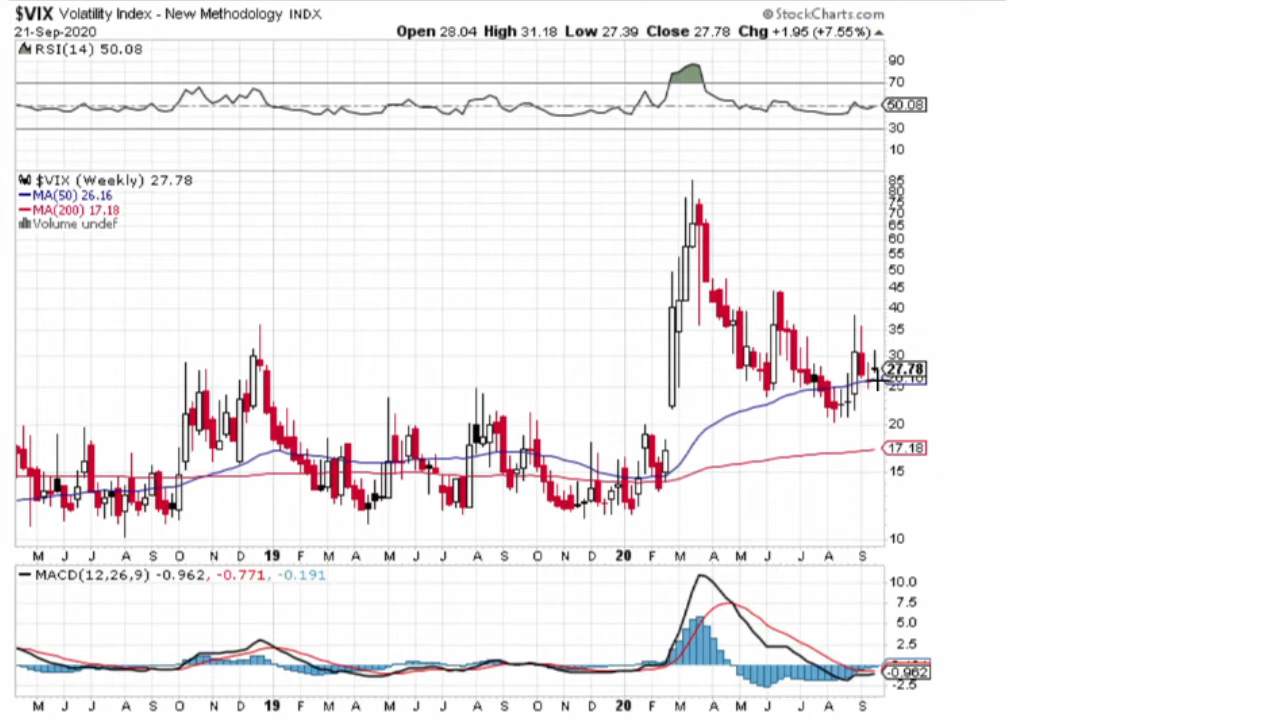 $VIX Volatility Index - New Methodology INDX ©StockCharts.com
21-Sep-2020 Open 28.04 High 31.18 Low 27.39 Close 27.78 Chg +1.95 (+7.55%)
RSI(14) 50.08
90
70
50.08
30
10
$VIX (Weekly) 27.78
MA(50) 26.16
MA(200) 17.18
Volume undef
85
80
75
70
65
60
55
50
45
40
35
30
27.78
25
20
17.18
15
10
M J J A S O N D 19 F M A M J J A S O N D 20 F M A M J J A S
MACD(12,26,9) -0.962, -0.771, -0.191
10.0
7.5
5.0
2.5
-0.962
-2.5
M J J A S O N D 19 F M A M J J A S O N D 20 F M A M J J A S